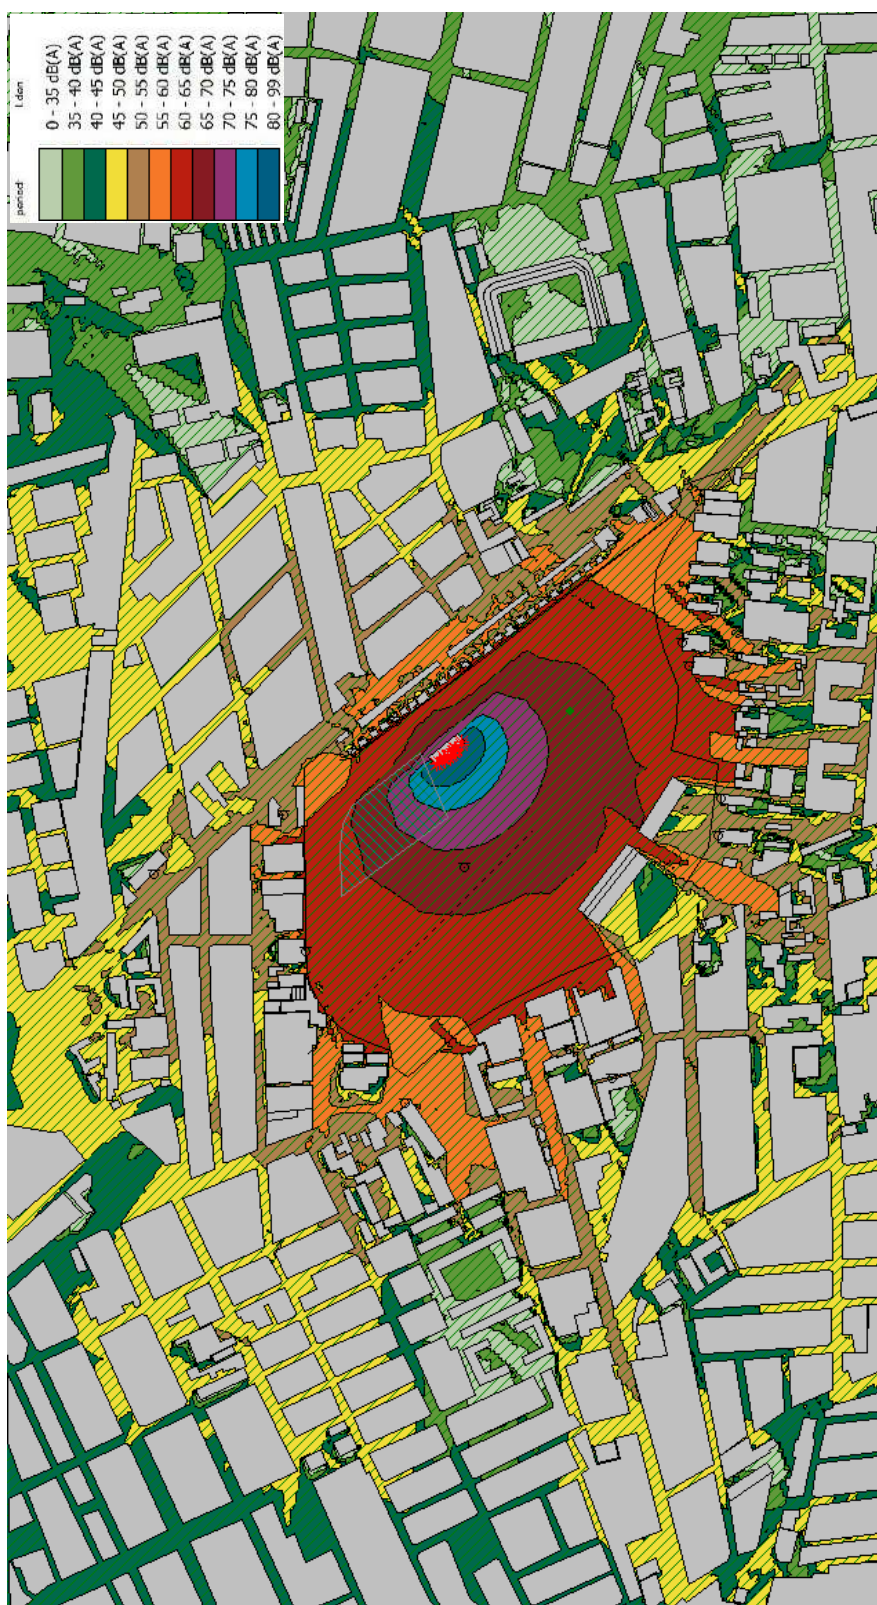 period: Lden
0 - 35 dB(A)
35 - 40 dB(A)
40 - 45 dB(A)
45 - 50 dB(A)
50 - 55 dB(A)
55 - 60 dB(A)
60 - 65 dB(A)
65 - 70 dB(A)
70 - 75 dB(A)
75 - 80 dB(A)
80 - 99 dB(A)